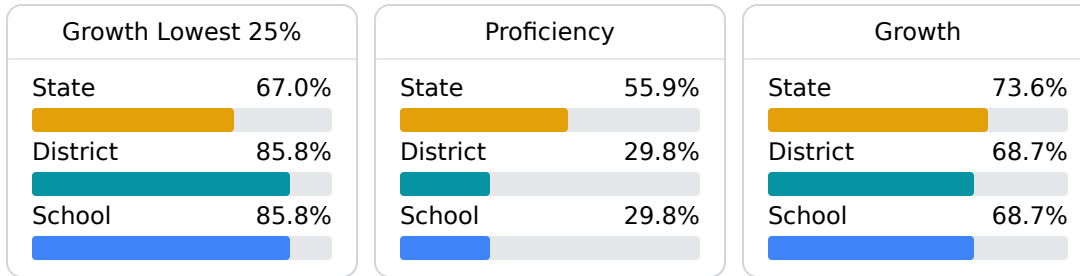 Growth Lowest 25%
State 67.0%
District 85.8%
School 85.8%
Proficiency
State 55.9%
District 29.8%
School 29.8%
Growth
State 73.6%
District 68.7%
School 68.7%